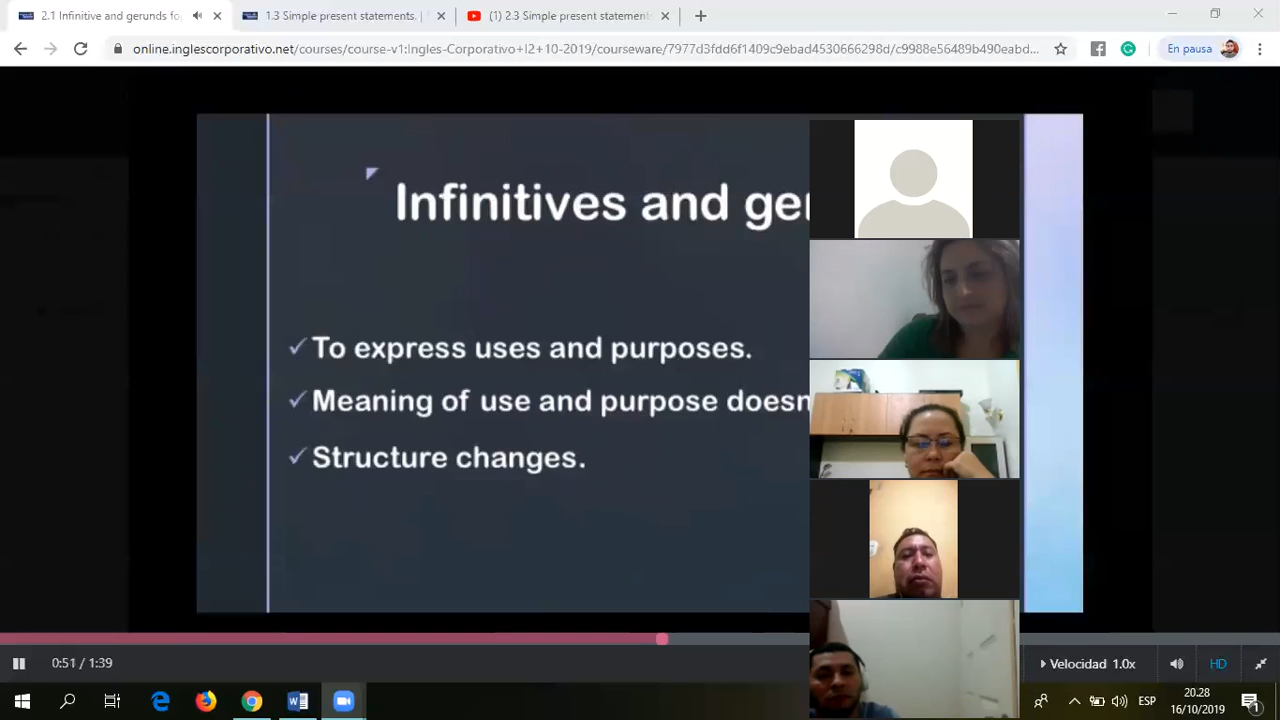 2.1 Infinitive and gerunds fo
1.3 Simple present statements, |
(1) 2.3 Simple present statement
online.inglescorporativo.net/courses/course-v1:Ingles-Corporativo+I2+10-2019/courseware/7977d3fdd6f1409c9ebad4530666298d/c9988e56489b490eabd...
En pausa
Infinitives and ge
To express uses and purposes.
Meaning of use and purpose doesn
Structure changes.
0:51 / 1:39
Velocidad 1.0x
HD
ESP
20.28
16/10/2019
1